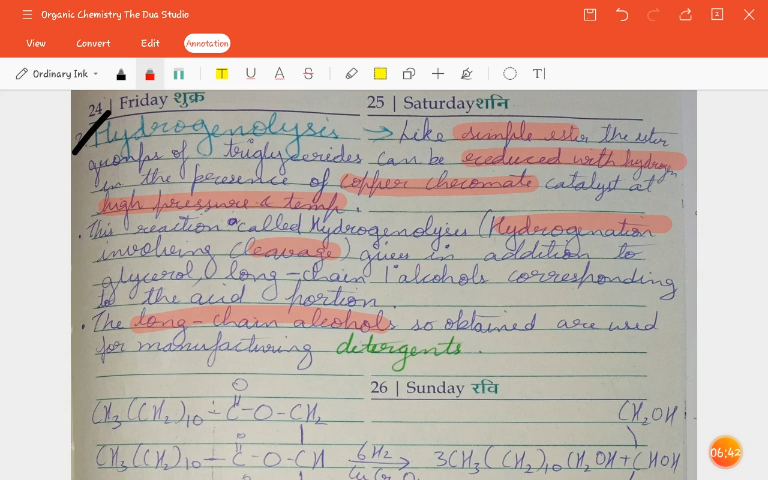 Organic Chemistry The Dua Studio
View Convert Edit Annotation
Ordinary Ink
24 | Friday शुक्र 25 | Saturday शनि
Hydrogenolysis → Like simple ester the ester
groups of triglycerides can be reduced with hydrogen
in the presence of copper chromate catalyst at
high pressure & temp.
. This reaction called Hydrogenolysis (Hydrogenation
involving cleavage) gives in addition to
glycerol long-chain 1° alcohols corresponding
to the acid portion.
. The long-chain alcohols so obtained are used
for manufacturing detergents.
26 | Sunday रवि
O
CH3(CH2)10 - C - O - CH2 CH2OH
O
CH3(CH2)10 - C - O - CH 6H2 → 3CH3(CH2)10CH2OH + CHOH
06:42